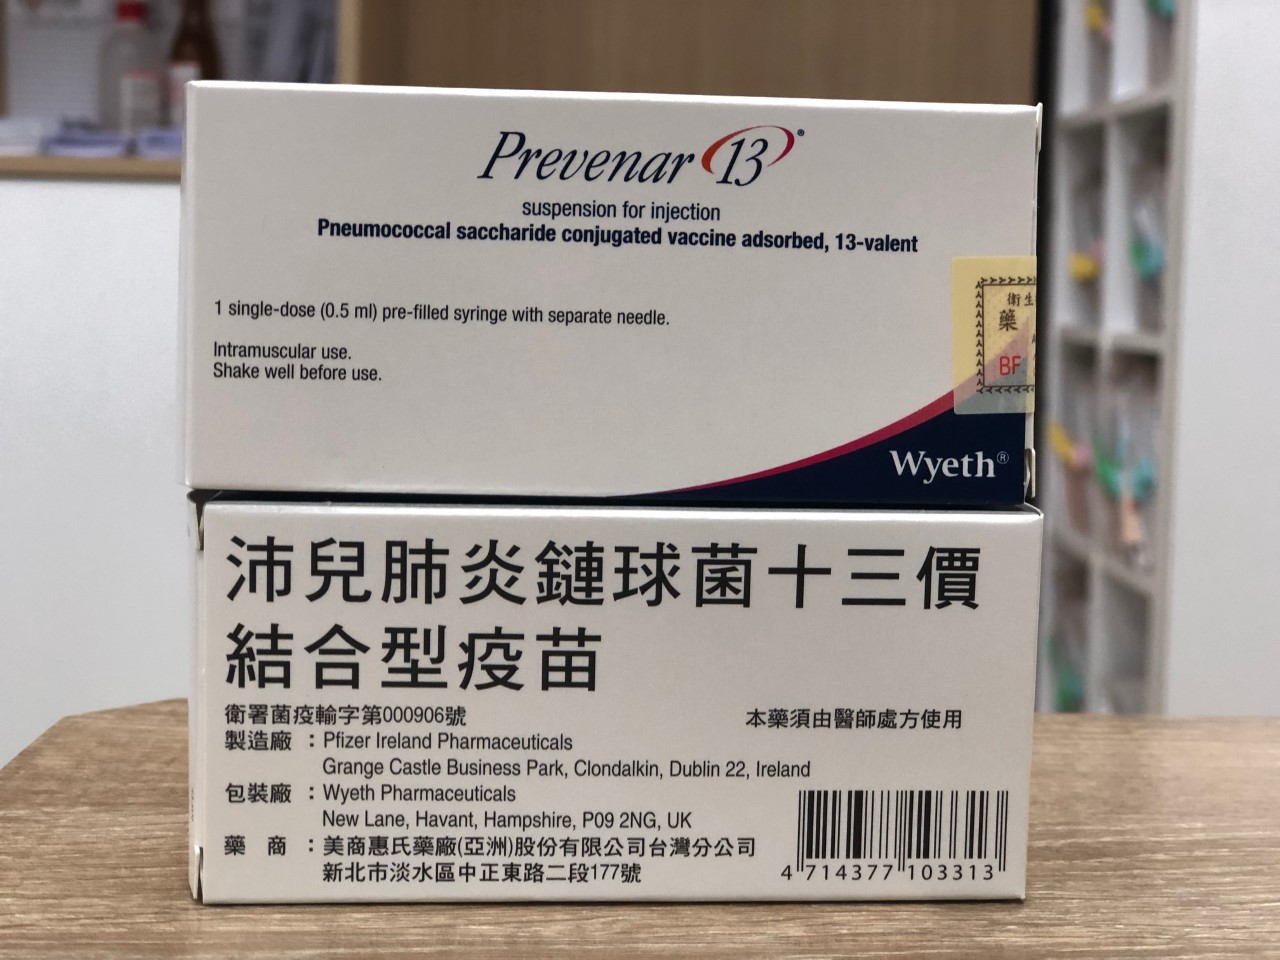 Prevenar 13®
suspension for injection
Pneumococcal saccharide conjugated vaccine adsorbed, 13-valent
1 single-dose (0.5 ml) pre-filled syringe with separate needle.
Intramuscular use.
Shake well before use.
衛生
藥
BF
Wyeth®
沛兒肺炎鏈球菌十三價
結合型疫苗
衛署菌疫輸字第000906號
本藥須由醫師處方使用
製造廠：Pfizer Ireland Pharmaceuticals
Grange Castle Business Park, Clondalkin, Dublin 22, Ireland
包裝廠：Wyeth Pharmaceuticals
New Lane, Havant, Hampshire, P09 2NG, UK
藥 商：美商惠氏藥廠(亞洲)股份有限公司台灣分公司
新北市淡水區中正東路二段177號
4 714377 103313